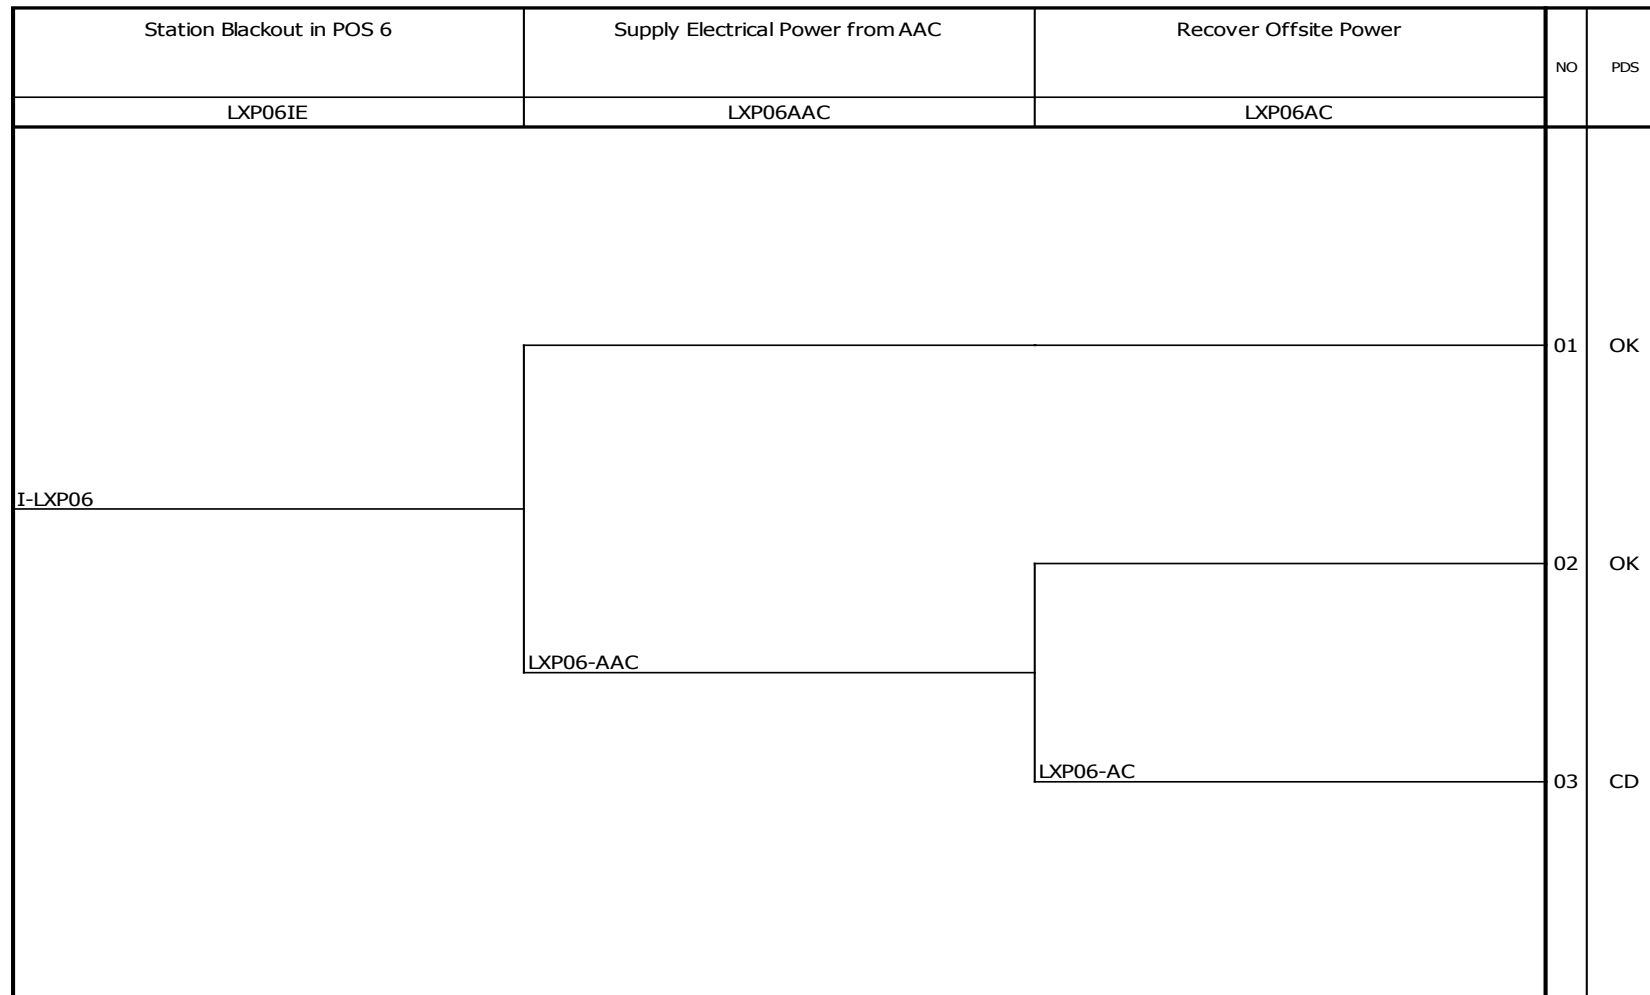 Station Blackout in POS 6
Supply Electrical Power from AAC
Recover Offsite Power
NO
PDS
LXP06IE
LXP06AAC
LXP06AC
01
OK
I-LXP06
02
OK
LXP06-AAC
LXP06-AC
03
CD